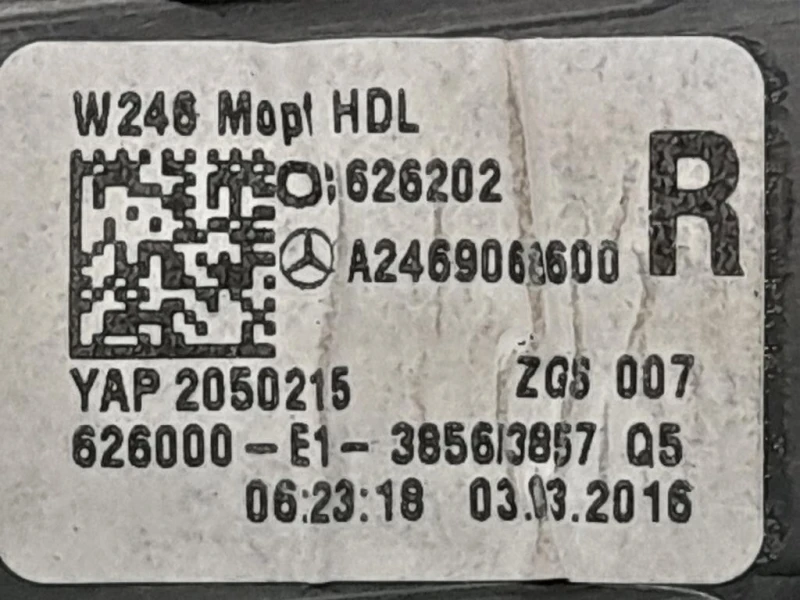 W246 Mopf HDL
626202
R
YAP 2050215
ZGS 007
626000-E1-3856/3857 Q5
06:23:18 03.03.2016